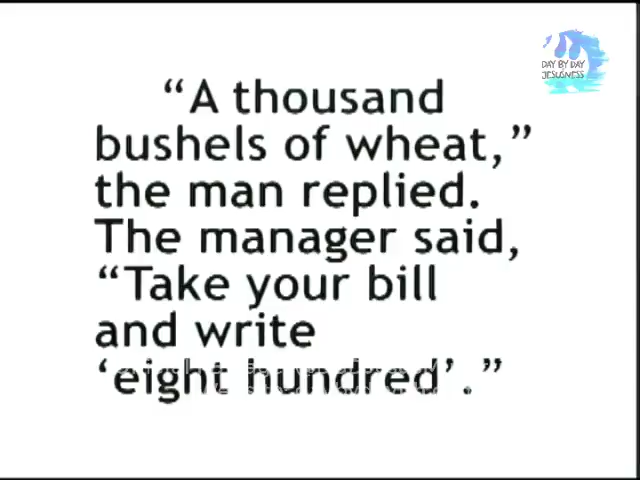 DAY BY DAY
JESUSNESS
“A thousand
bushels of wheat,”
the man replied.
The manager said,
“Take your bill
and write
‘eight hundred’.”